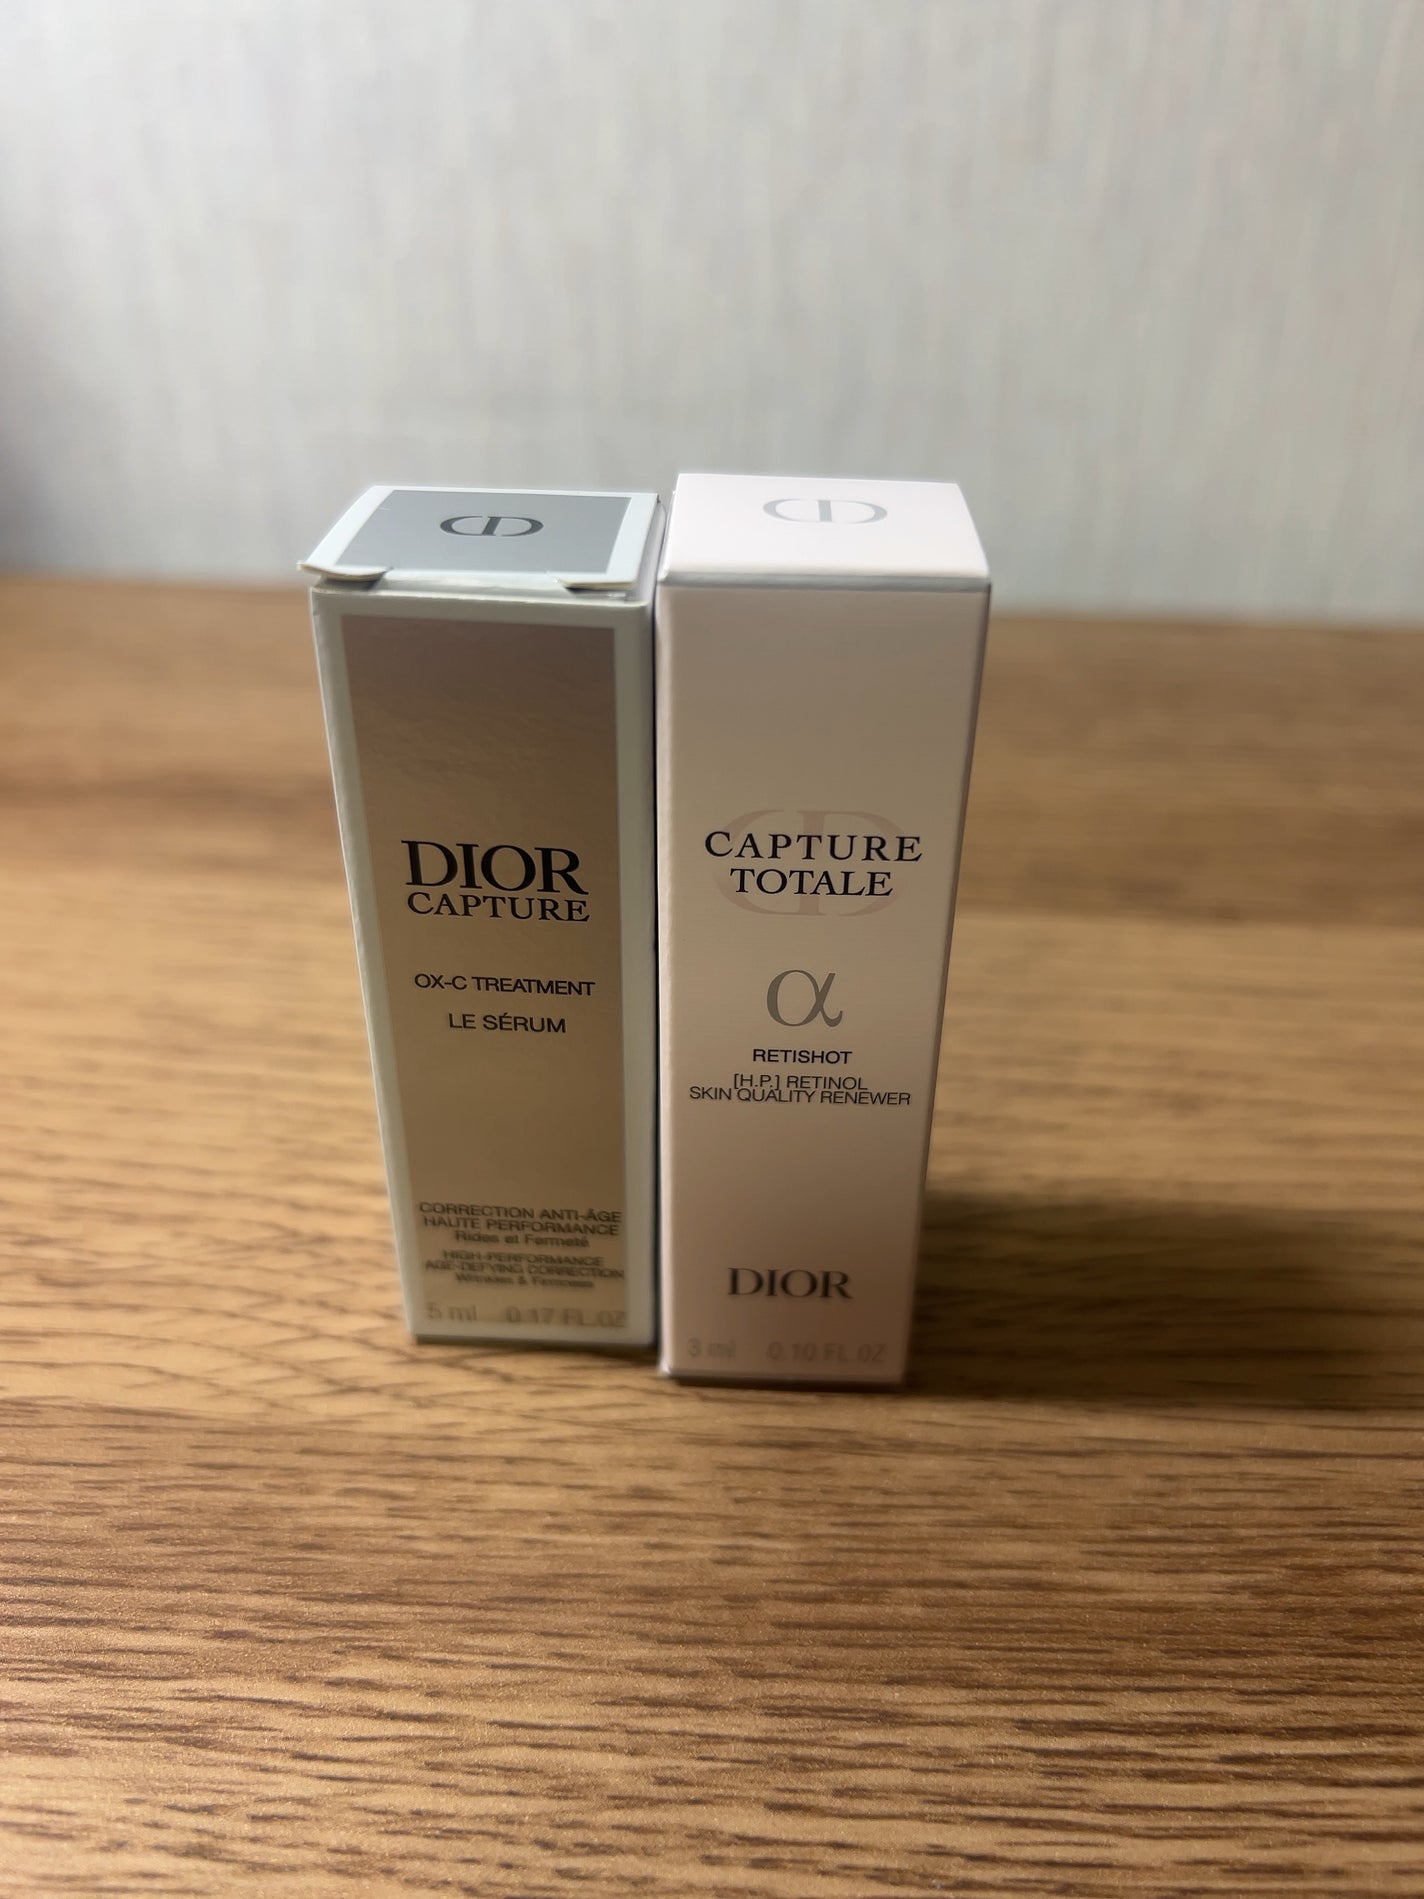 DIOR
CAPTURE
OX-C TREATMENT
LE SÉRUM
CORRECTION ANTI-ÂGE
HAUTE PERFORMANCE
Rides et Fermeté
HIGH-PERFORMANCE
AGE-DEFYING CORRECTION
Wrinkles & Firmness
5 ml 0.17 FL.OZ
CAPTURE
TOTALE
α
RETISHOT
[H.P.] RETINOL
SKIN QUALITY RENEWER
DIOR
3 ml 0.10 FL OZ